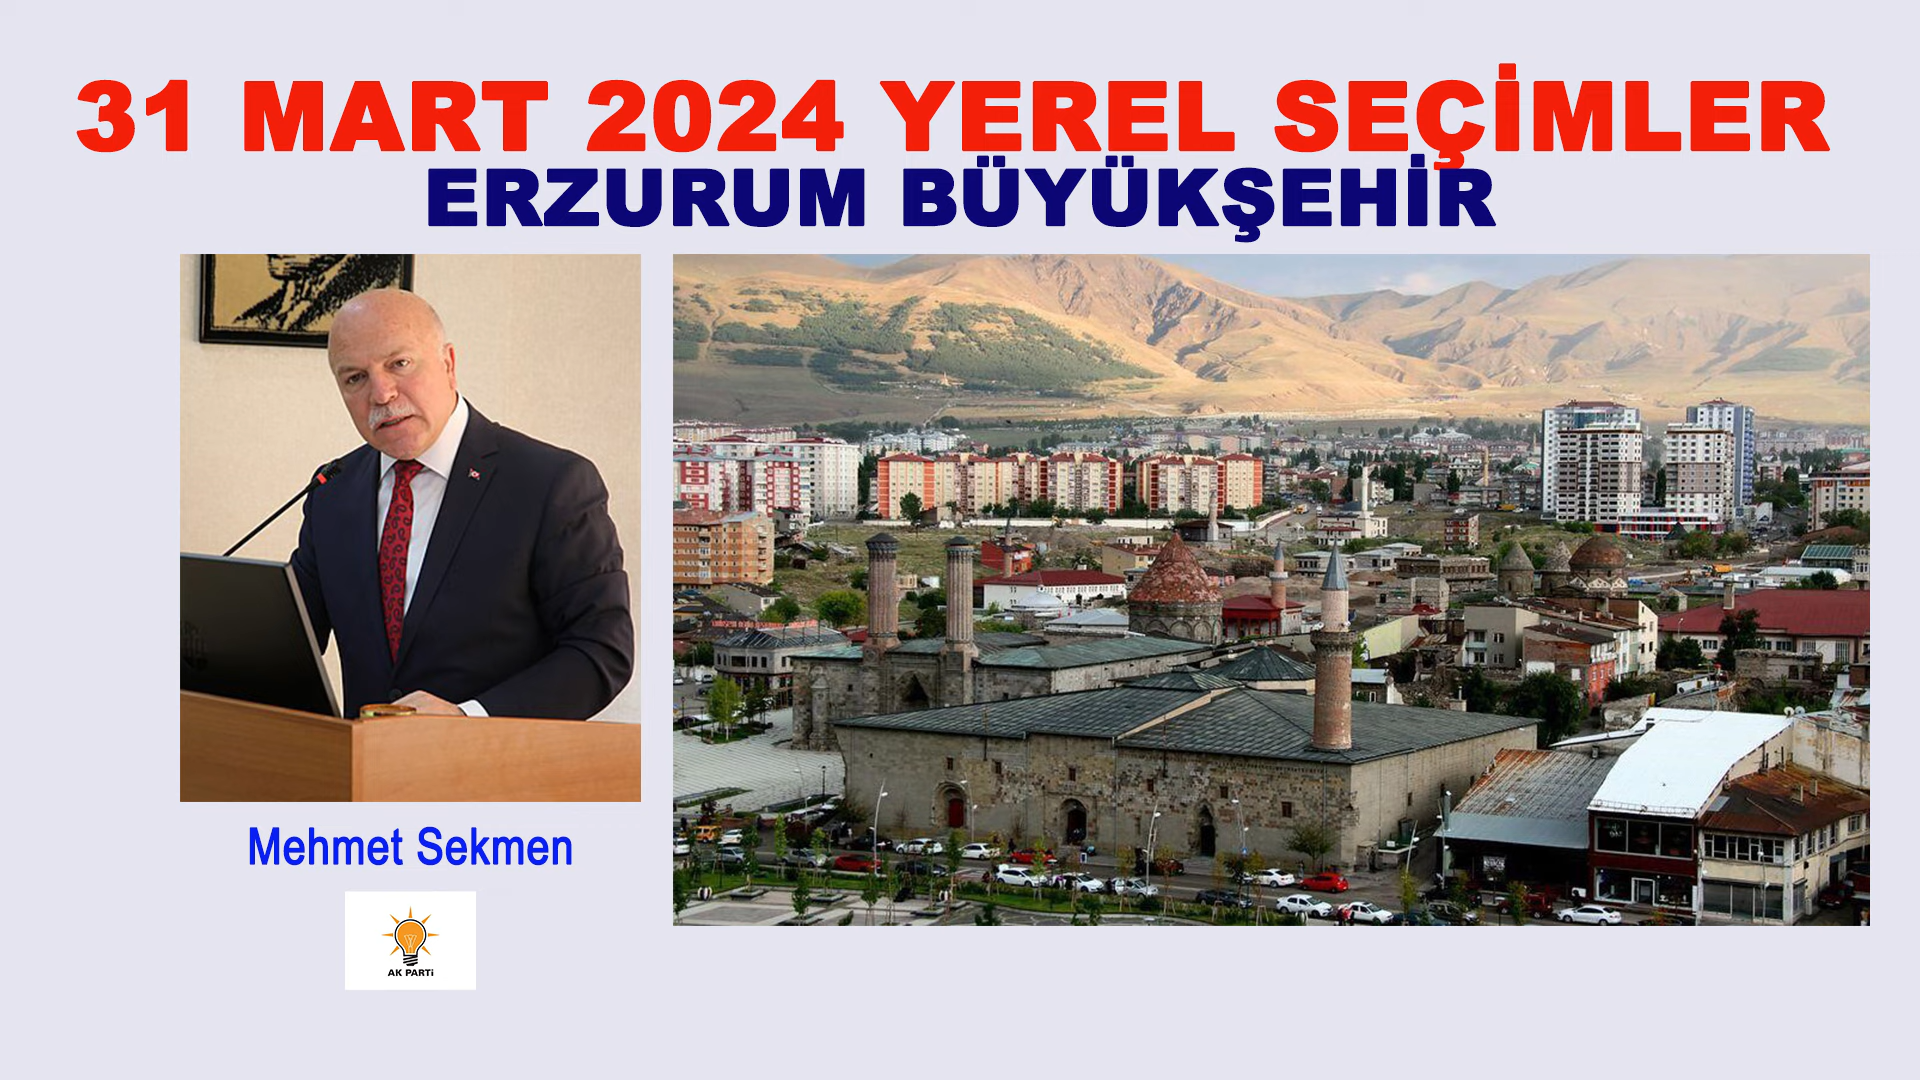 31 MART 2024 YEREL SEÇİMLER
ERZURUM BÜYÜKŞEHİR
Mehmet Sekmen
AK PARTi